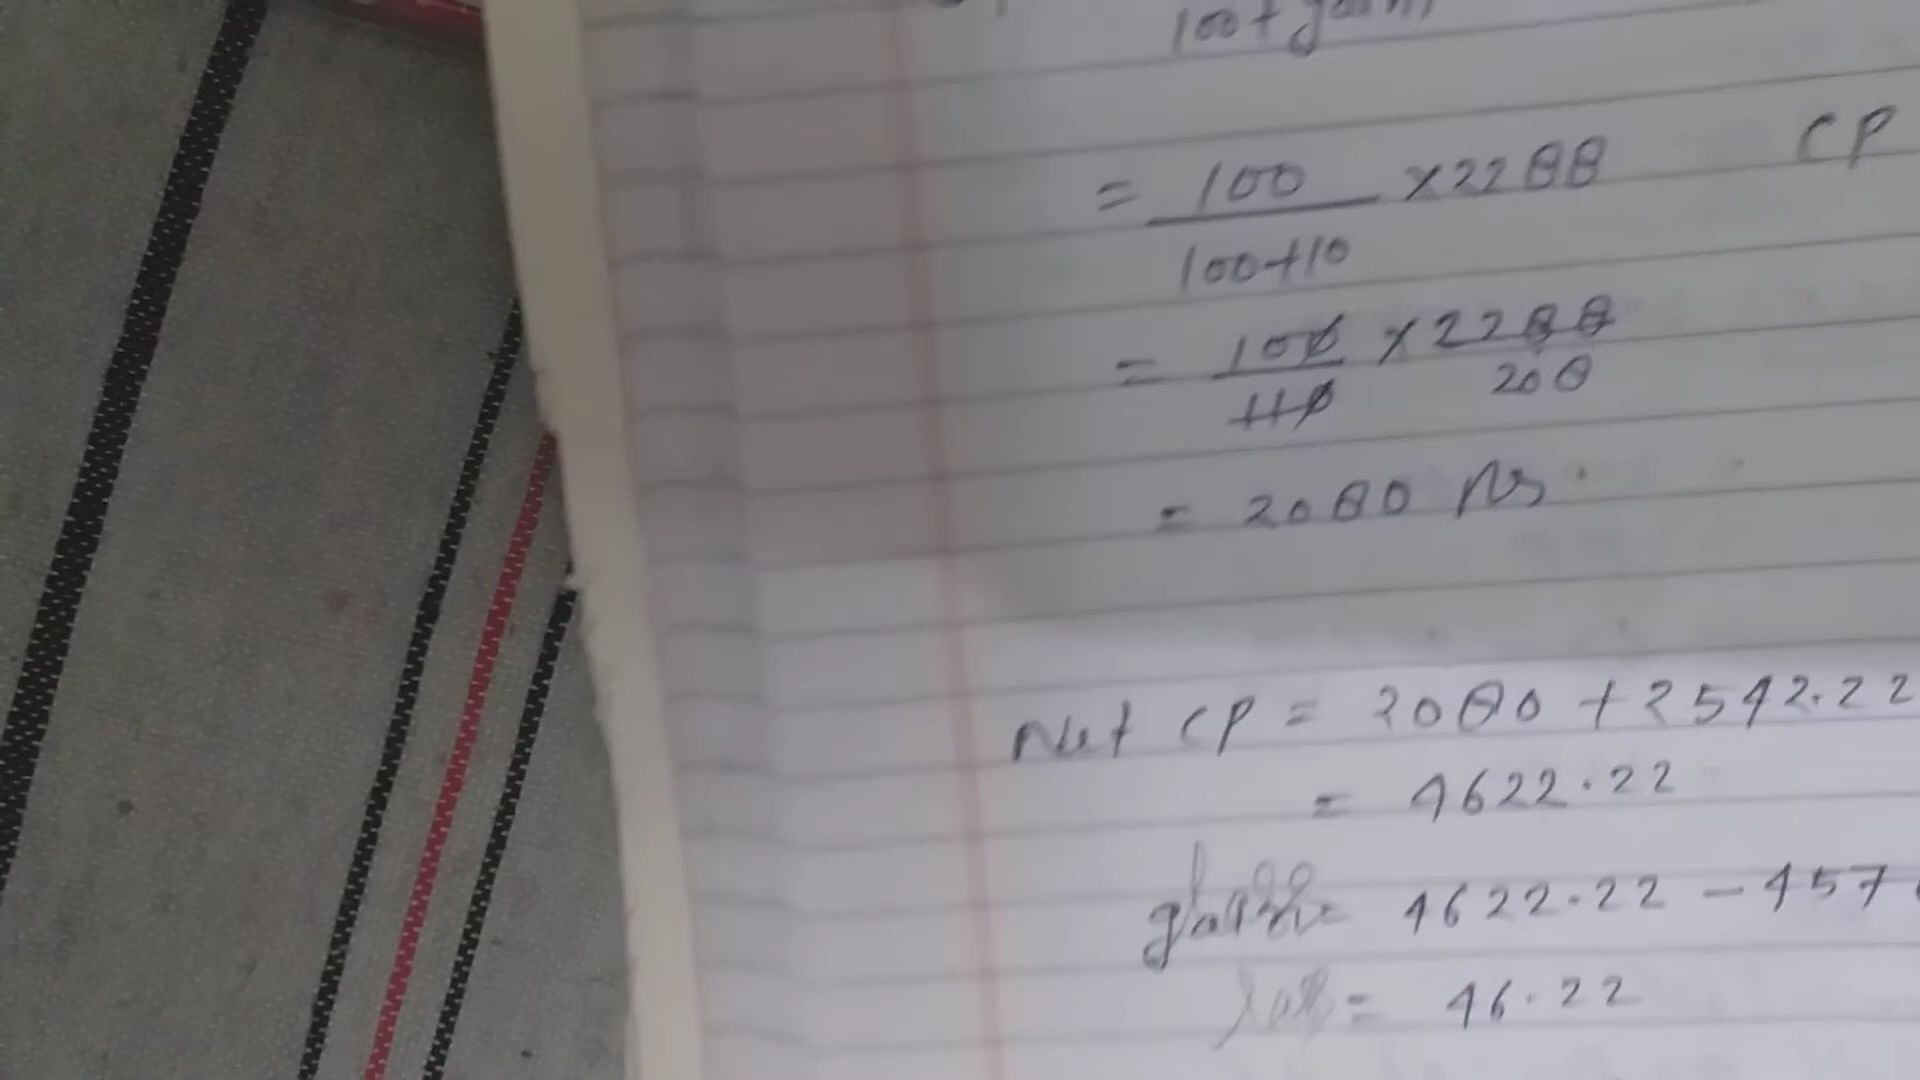 100+gain
= 100/100+10 ×2288 CP
= 100/110 ×2288 208
= 2080 Rs.
Net CP = 2080 + 2542.22
= 4622.22
4622.22 - 457
loss = 46.22